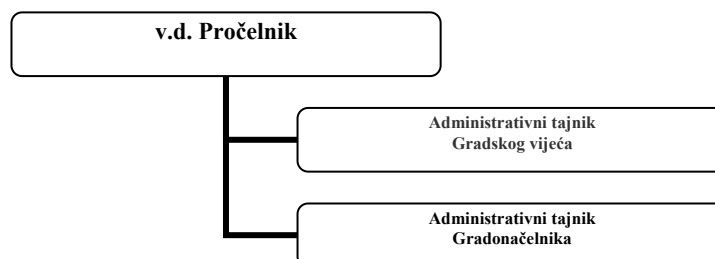 v.d. Pročelnik
Administrativni tajnik
Gradskog vijeća
Administrativni tajnik
Gradonačelnika